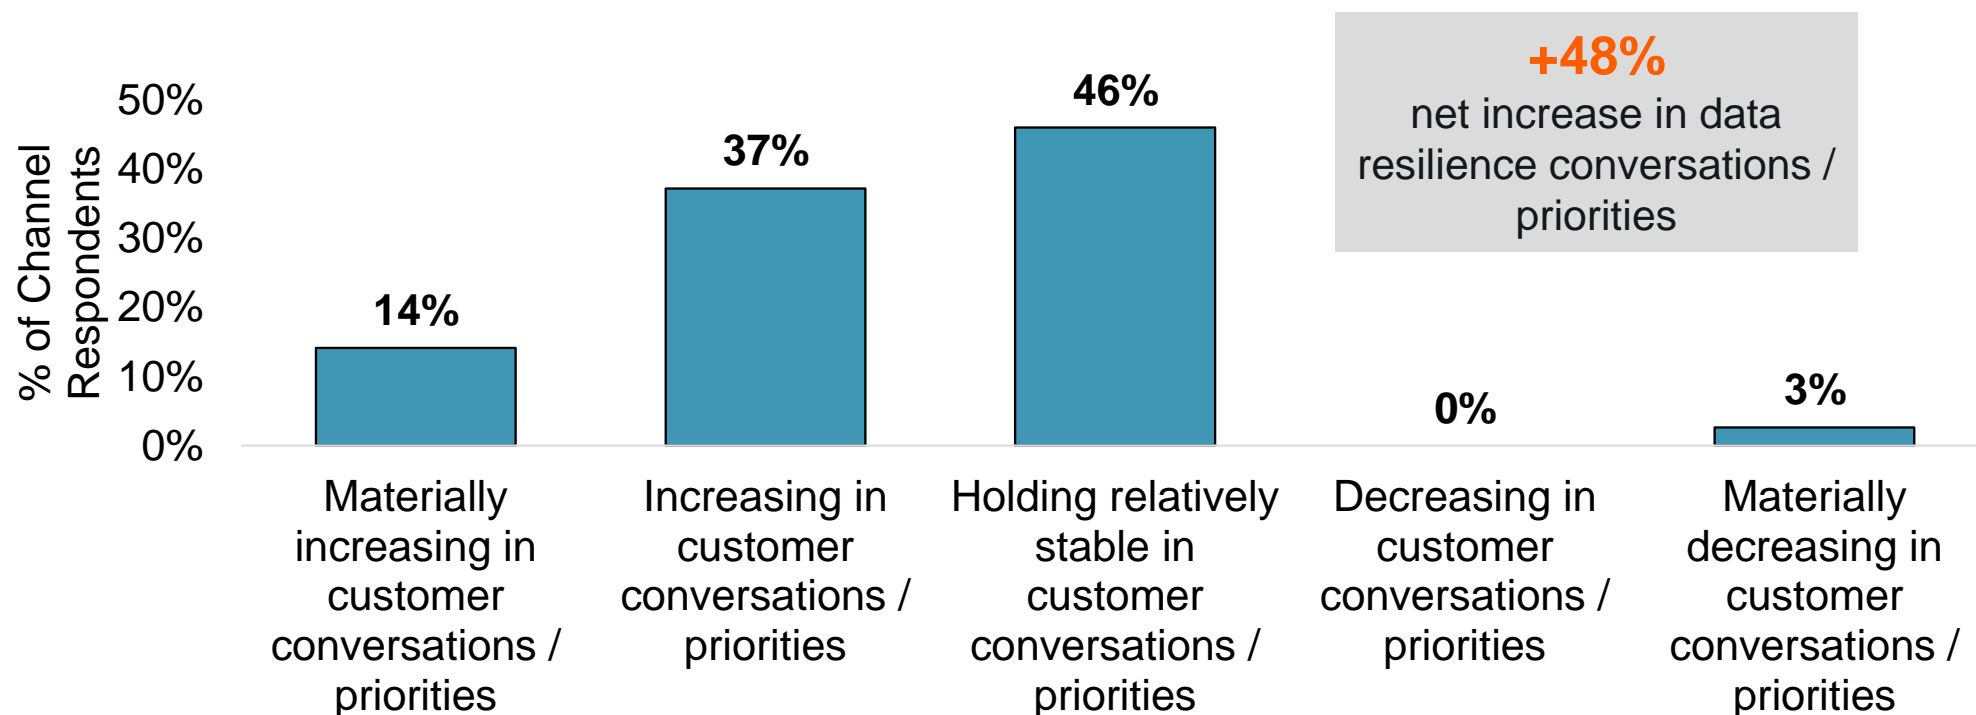 +48%
net increase in data
resilience conversations /
priorities
% of Channel
Respondents
50%
40%
30%
20%
10%
0%
14%
37%
46%
0%
3%
Materially
increasing in
customer
conversations /
priorities
Increasing in
customer
conversations /
priorities
Holding relatively
stable in
customer
conversations /
priorities
Decreasing in
customer
conversations /
priorities
Materially
decreasing in
customer
conversations /
priorities